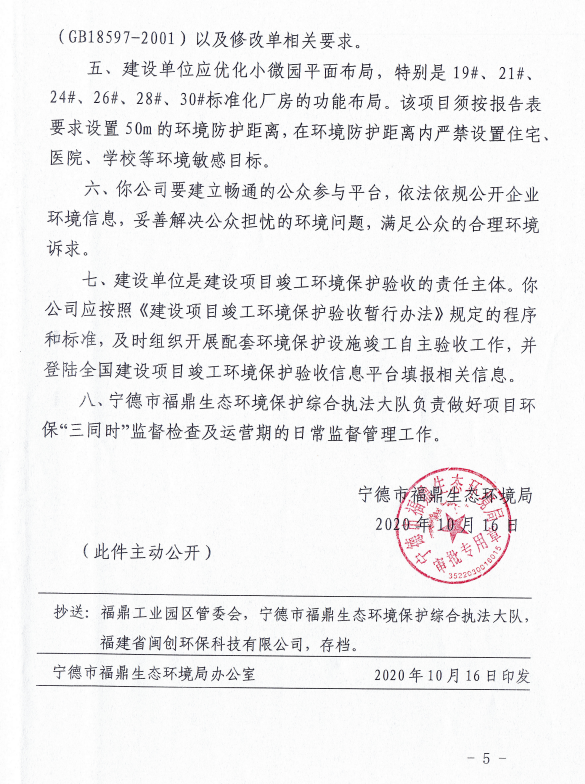 （GB18597-2001）以及修改单相关要求。
五、建设单位应优化小微园平面布局，特别是 19#、21#、
24#、26#、28#、30#标准化厂房的功能布局。该项目须按报告表
要求设置 50m 的环境防护距离，在环境防护距离内严禁设置住宅、
医院、学校等环境敏感目标。
六、你公司要建立畅通的公众参与平台，依法依规公开企业
环境信息，妥善解决公众担忧的环境问题，满足公众的合理环境
诉求。
七、建设单位是建设项目竣工环境保护验收的责任主体。你
公司应按照《建设项目竣工环境保护验收暂行办法》规定的程序
和标准，及时组织开展配套环境保护设施竣工自主验收工作，并
登陆全国建设项目竣工环境保护验收信息平台填报相关信息。
八、宁德市福鼎生态环境保护综合执法大队负责做好项目环
保“三同时”监督检查及运营期的日常监督管理工作。
宁德市福鼎生态环境局
2020 年 10 月 16 日
宁德市福鼎生态环境局
审批专用章
3522030016015
（此件主动公开）
抄送：福鼎工业园区管委会，宁德市福鼎生态环境保护综合执法大队，
福建省闽创环保科技有限公司，存档。
宁德市福鼎生态环境局办公室 2020 年 10 月 16 日印发
- 5 -